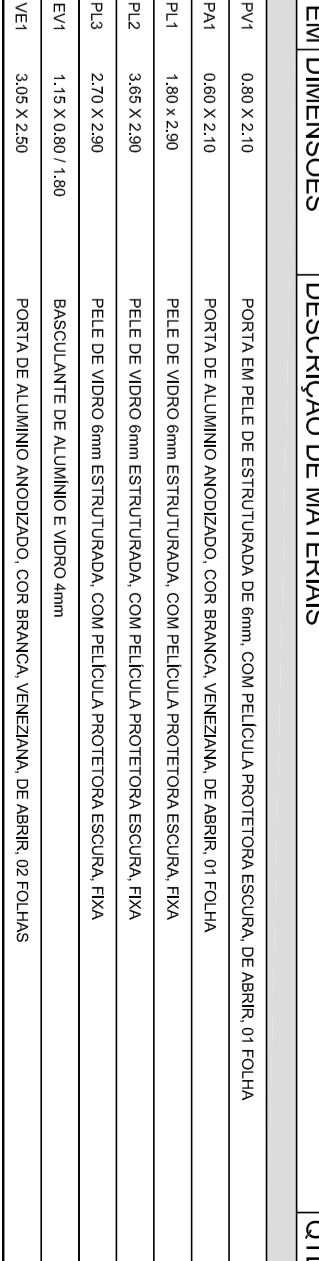 EM DIMENSÕES DESCRIÇÃO DE MATERIAIS QTE
PV1 0.80 X 2.10 PORTA EM PELE DE ESTRUTURADA DE 6mm, COM PELÍCULA PROTETORA ESCURA, DE ABRIR, 01 FOLHA
PA1 0.60 X 2.10 PORTA DE ALUMINIO ANODIZADO, COR BRANCA, VENEZIANA, DE ABRIR, 01 FOLHA
PL1 1.80 x 2.90 PELE DE VIDRO 6mm ESTRUTURADA, COM PELÍCULA PROTETORA ESCURA, FIXA
PL2 3.65 X 2.90 PELE DE VIDRO 6mm ESTRUTURADA, COM PELÍCULA PROTETORA ESCURA, FIXA
PL3 2.70 X 2.90 PELE DE VIDRO 6mm ESTRUTURADA, COM PELÍCULA PROTETORA ESCURA, FIXA
EV1 1.15 X 0.80 / 1.80 BASCULANTE DE ALUMÍNIO E VIDRO 4mm
VE1 3.05 X 2.50 PORTA DE ALUMINIO ANODIZADO, COR BRANCA, VENEZIANA, DE ABRIR, 02 FOLHAS